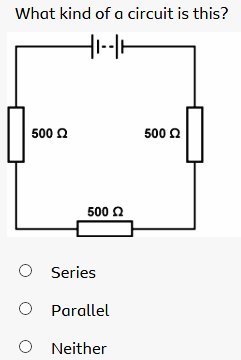 What kind of a circuit is this?
500 Ω 500 Ω
500 Ω
Series
Parallel
Neither